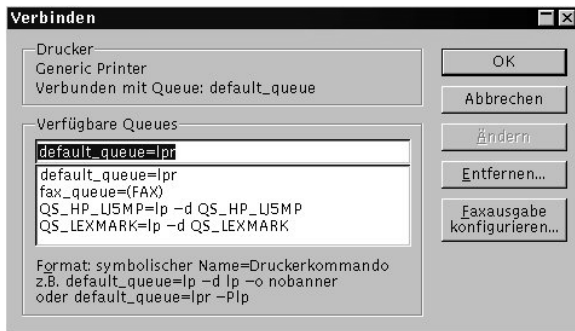 Verbinden
Drucker
Generic Printer
Verbunden mit Queue: default_queue
Verfügbare Queues
default_queue=lpr
default_queue=lpr
fax_queue=(FAX)
QS_HP_LJ5MP=lp –d QS_HP_LJ5MP
QS_LEXMARK=lp –d QS_LEXMARK
Format: symbolischer Name=Druckerkommando
z.B. default_queue=lp –d lp –o nobanner
oder default_queue=lpr –Plp
OK
Abbrechen
Ändern
Entfernen...
Faxausgabe
konfigurieren...